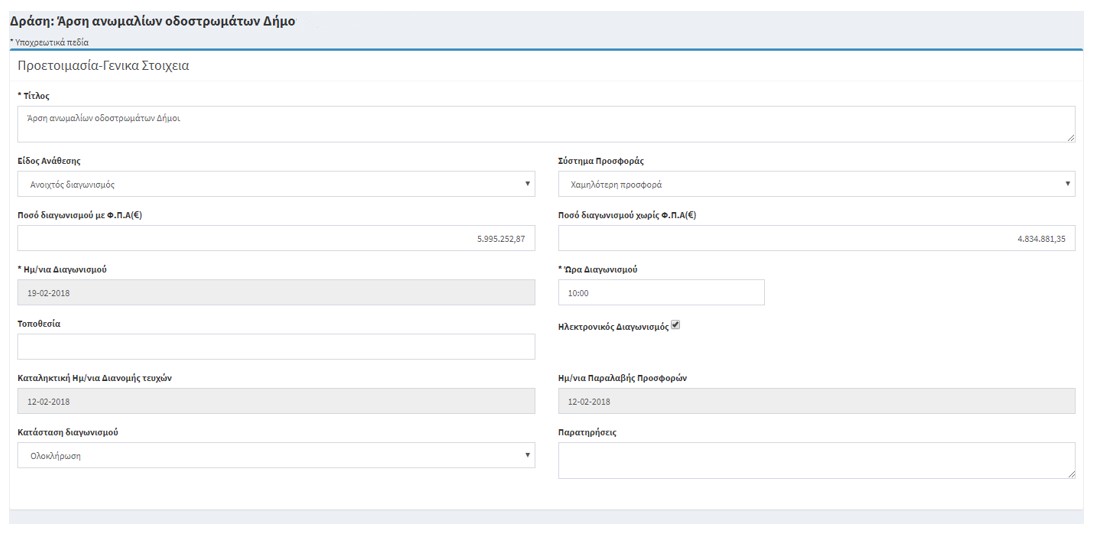 Δράση: Άρση ανωμαλίων οδοστρωμάτων Δήμο
* Υποχρεωτικά πεδία
Προετοιμασία-Γενικα Στοιχεια
* Τίτλος
Άρση ανωμαλίων οδοστρωμάτων Δήμοι
Είδος Ανάθεσης
Σύστημα Προσφοράς
Ανοιχτός διαγωνισμός
Χαμηλότερη προσφορά
Ποσό διαγωνισμού με Φ.Π.Α(€)
Ποσό διαγωνισμού χωρίς Φ.Π.Α(€)
5.995.252,87
4.834.881,35
* Ημ/νια Διαγωνισμού
* Ώρα Διαγωνισμού
19-02-2018
10:00
Τοποθεσία
Ηλεκτρονικός Διαγωνισμός
Καταληκτική Ημ/νια Διανομής τευχών
Ημ/νια Παραλαβής Προσφορών
12-02-2018
12-02-2018
Κατάσταση διαγωνισμού
Παρατηρήσεις
Ολοκλήρωση